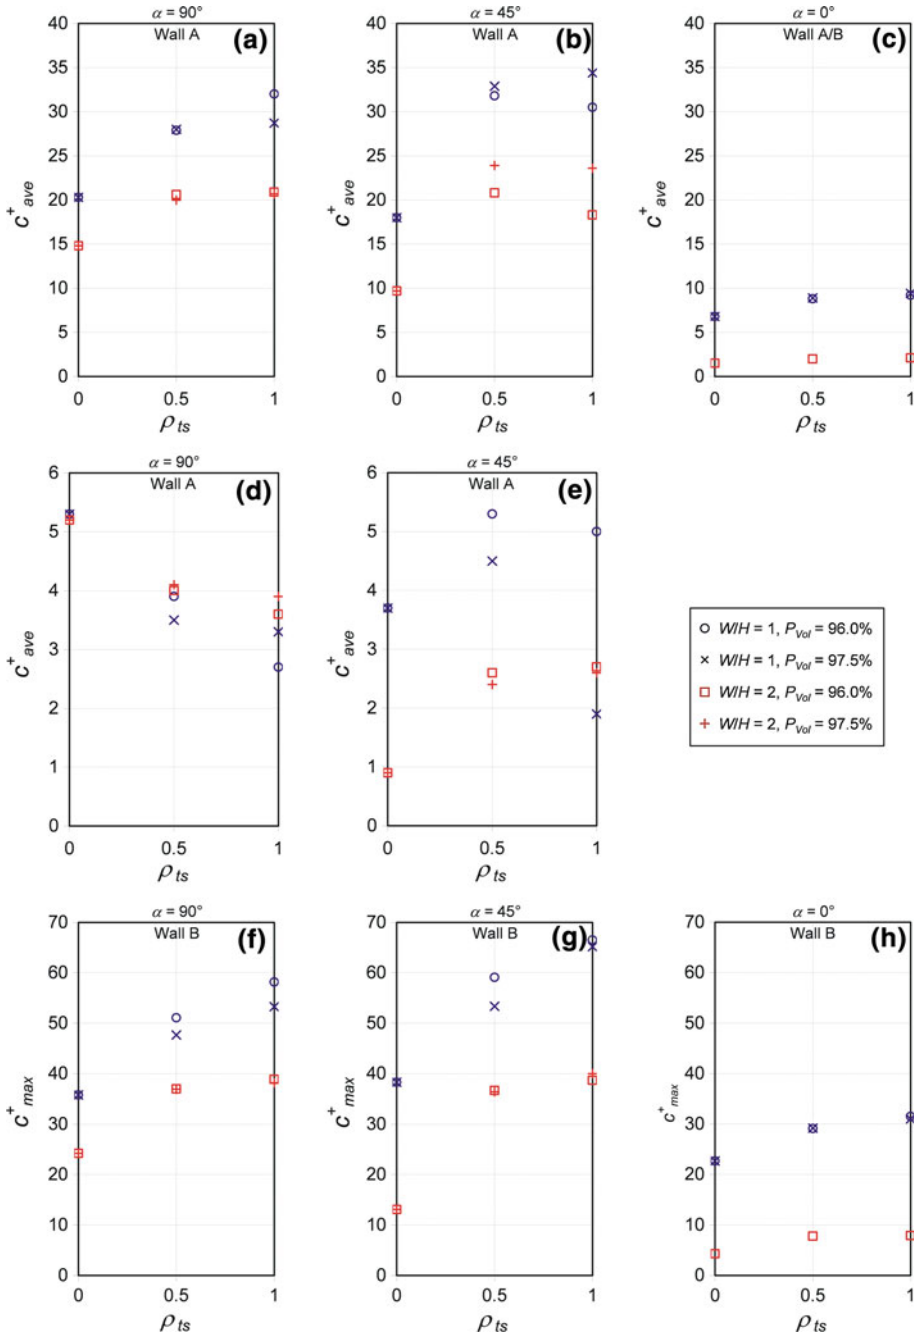 α = 90°
Wall A
(a)
40
35
30
25
20
15
10
5
0
c⁺ave
0 0.5 1
ρts
α = 45°
Wall A
(b)
40
35
30
25
20
15
10
5
0
c⁺ave
0 0.5 1
ρts
α = 0°
Wall A/B
(c)
40
35
30
25
20
15
10
5
0
c⁺ave
0 0.5 1
ρts
α = 90°
Wall A
(d)
6
5
4
3
2
1
0
c⁺ave
0 0.5 1
ρts
α = 45°
Wall A
(e)
6
5
4
3
2
1
0
c⁺ave
0 0.5 1
ρts
W/H = 1, PVol = 96.0%
W/H = 1, PVol = 97.5%
W/H = 2, PVol = 96.0%
W/H = 2, PVol = 97.5%
α = 90°
Wall B
(f)
70
60
50
40
30
20
10
0
c⁺max
0 0.5 1
ρts
α = 45°
Wall B
(g)
70
60
50
40
30
20
10
0
c⁺max
0 0.5 1
ρts
α = 0°
Wall B
(h)
70
60
50
40
30
20
10
0
c⁺max
0 0.5 1
ρts